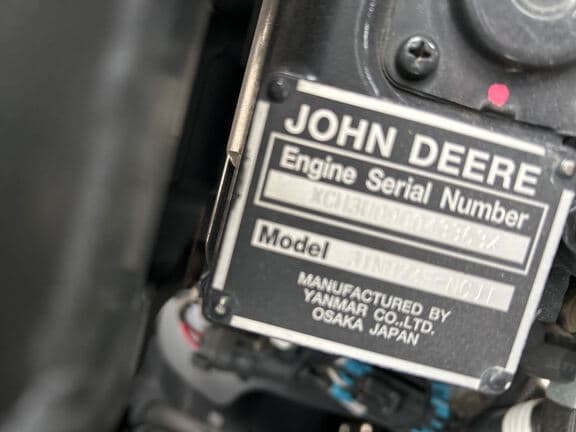 JOHN DEERE
Engine Serial Number
Model
MANUFACTURED BY
YANMAR CO.,LTD.
OSAKA JAPAN